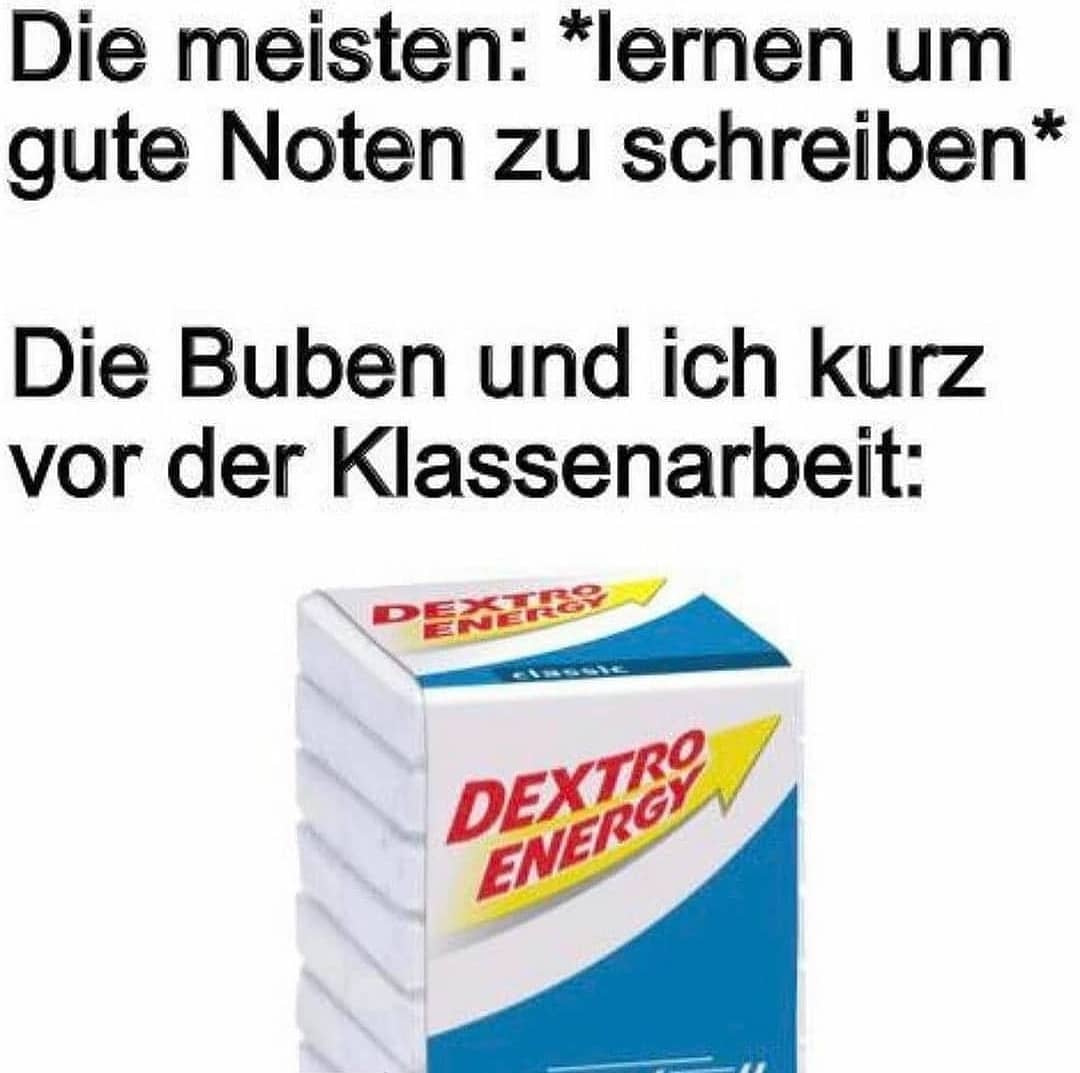 Die meisten: *lernen um
gute Noten zu schreiben*
Die Buben und ich kurz
vor der Klassenarbeit:
DEXTRO
ENERGY
classic
DEXTRO
ENERGY